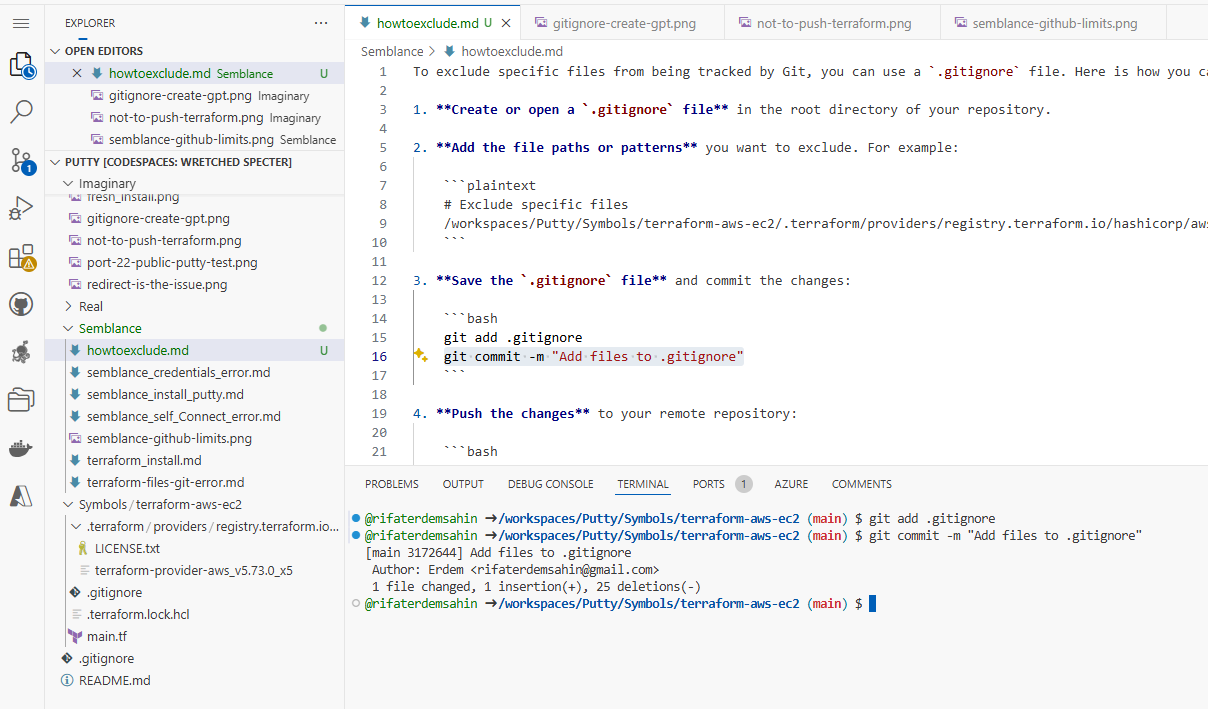 EXPLORER
OPEN EDITORS
howtoexclude.md Semblance U
gitignore-create-gpt.png Imaginary
not-to-push-terraform.png Imaginary
semblance-github-limits.png Semblance
PUTTY [CODESPACES: WRETCHED SPECTER]
Imaginary
fresh_install.png
gitignore-create-gpt.png
not-to-push-terraform.png
port-22-public-putty-test.png
redirect-is-the-issue.png
Real
Semblance
howtoexclude.md U
semblance_credentials_error.md
semblance_install_putty.md
semblance_self_Connect_error.md
semblance-github-limits.png
terraform_install.md
terraform-files-git-error.md
Symbols / terraform-aws-ec2
.terraform / providers / registry.terraform.io...
LICENSE.txt
terraform-provider-aws_v5.73.0_x5
.gitignore
.terraform.lock.hcl
main.tf
.gitignore
README.md
1
howtoexclude.md U
gitignore-create-gpt.png
not-to-push-terraform.png
semblance-github-limits.png
Semblance > howtoexclude.md
1 To exclude specific files from being tracked by Git, you can use a `.gitignore` file. Here is how you ca
2
3 1. **Create or open a `.gitignore` file** in the root directory of your repository.
4
5 2. **Add the file paths or patterns** you want to exclude. For example:
6
7 ```plaintext
8 # Exclude specific files
9 /workspaces/Putty/Symbols/terraform-aws-ec2/.terraform/providers/registry.terraform.io/hashicorp/aws
10 ```
11
12 3. **Save the `.gitignore` file** and commit the changes:
13
14 ```bash
15 git add .gitignore
16 git commit -m "Add files to .gitignore"
17 ```
18
19 4. **Push the changes** to your remote repository:
20
21 ```bash
PROBLEMS OUTPUT DEBUG CONSOLE TERMINAL PORTS 1 AZURE COMMENTS
@rifaterdemsahin ➜/workspaces/Putty/Symbols/terraform-aws-ec2 (main) $ git add .gitignore
@rifaterdemsahin ➜/workspaces/Putty/Symbols/terraform-aws-ec2 (main) $ git commit -m "Add files to .gitignore"
[main 3172644] Add files to .gitignore
Author: Erdem <rifaterdemsahin@gmail.com>
1 file changed, 1 insertion(+), 25 deletions(-)
@rifaterdemsahin ➜/workspaces/Putty/Symbols/terraform-aws-ec2 (main) $